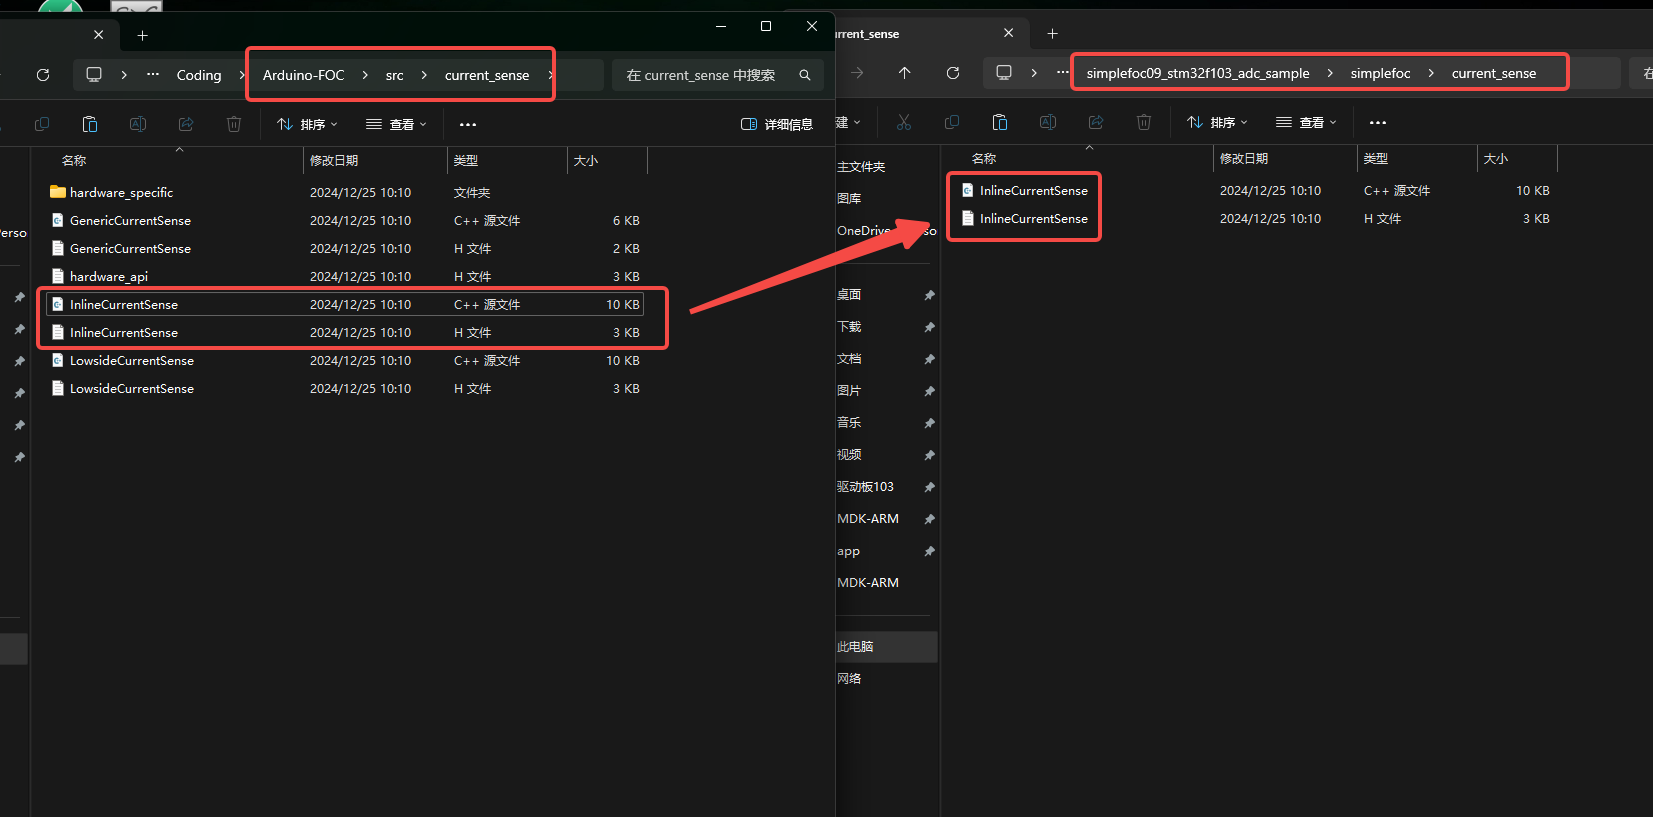 Coding
Arduino-FOC
src
current_sense
在 current_sense 中搜索
排序
查看
详细信息
名称
修改日期
类型
大小
hardware_specific 2024/12/25 10:10 文件夹
GenericCurrentSense 2024/12/25 10:10 C++ 源文件 6 KB
GenericCurrentSense 2024/12/25 10:10 H 文件 2 KB
hardware_api 2024/12/25 10:10 H 文件 3 KB
InlineCurrentSense 2024/12/25 10:10 C++ 源文件 10 KB
InlineCurrentSense 2024/12/25 10:10 H 文件 3 KB
LowsideCurrentSense 2024/12/25 10:10 C++ 源文件 10 KB
LowsideCurrentSense 2024/12/25 10:10 H 文件 3 KB
erso
rrent_sense
simplefoc09_stm32f103_adc_sample
simplefoc
current_sense
在
建
排序
查看
主文件夹
图库
OneDrive
so
桌面
下载
文档
图片
音乐
视频
驱动板103
MDK-ARM
app
MDK-ARM
此电脑
网络
名称
修改日期
类型
大小
InlineCurrentSense 2024/12/25 10:10 C++ 源文件 10 KB
InlineCurrentSense 2024/12/25 10:10 H 文件 3 KB